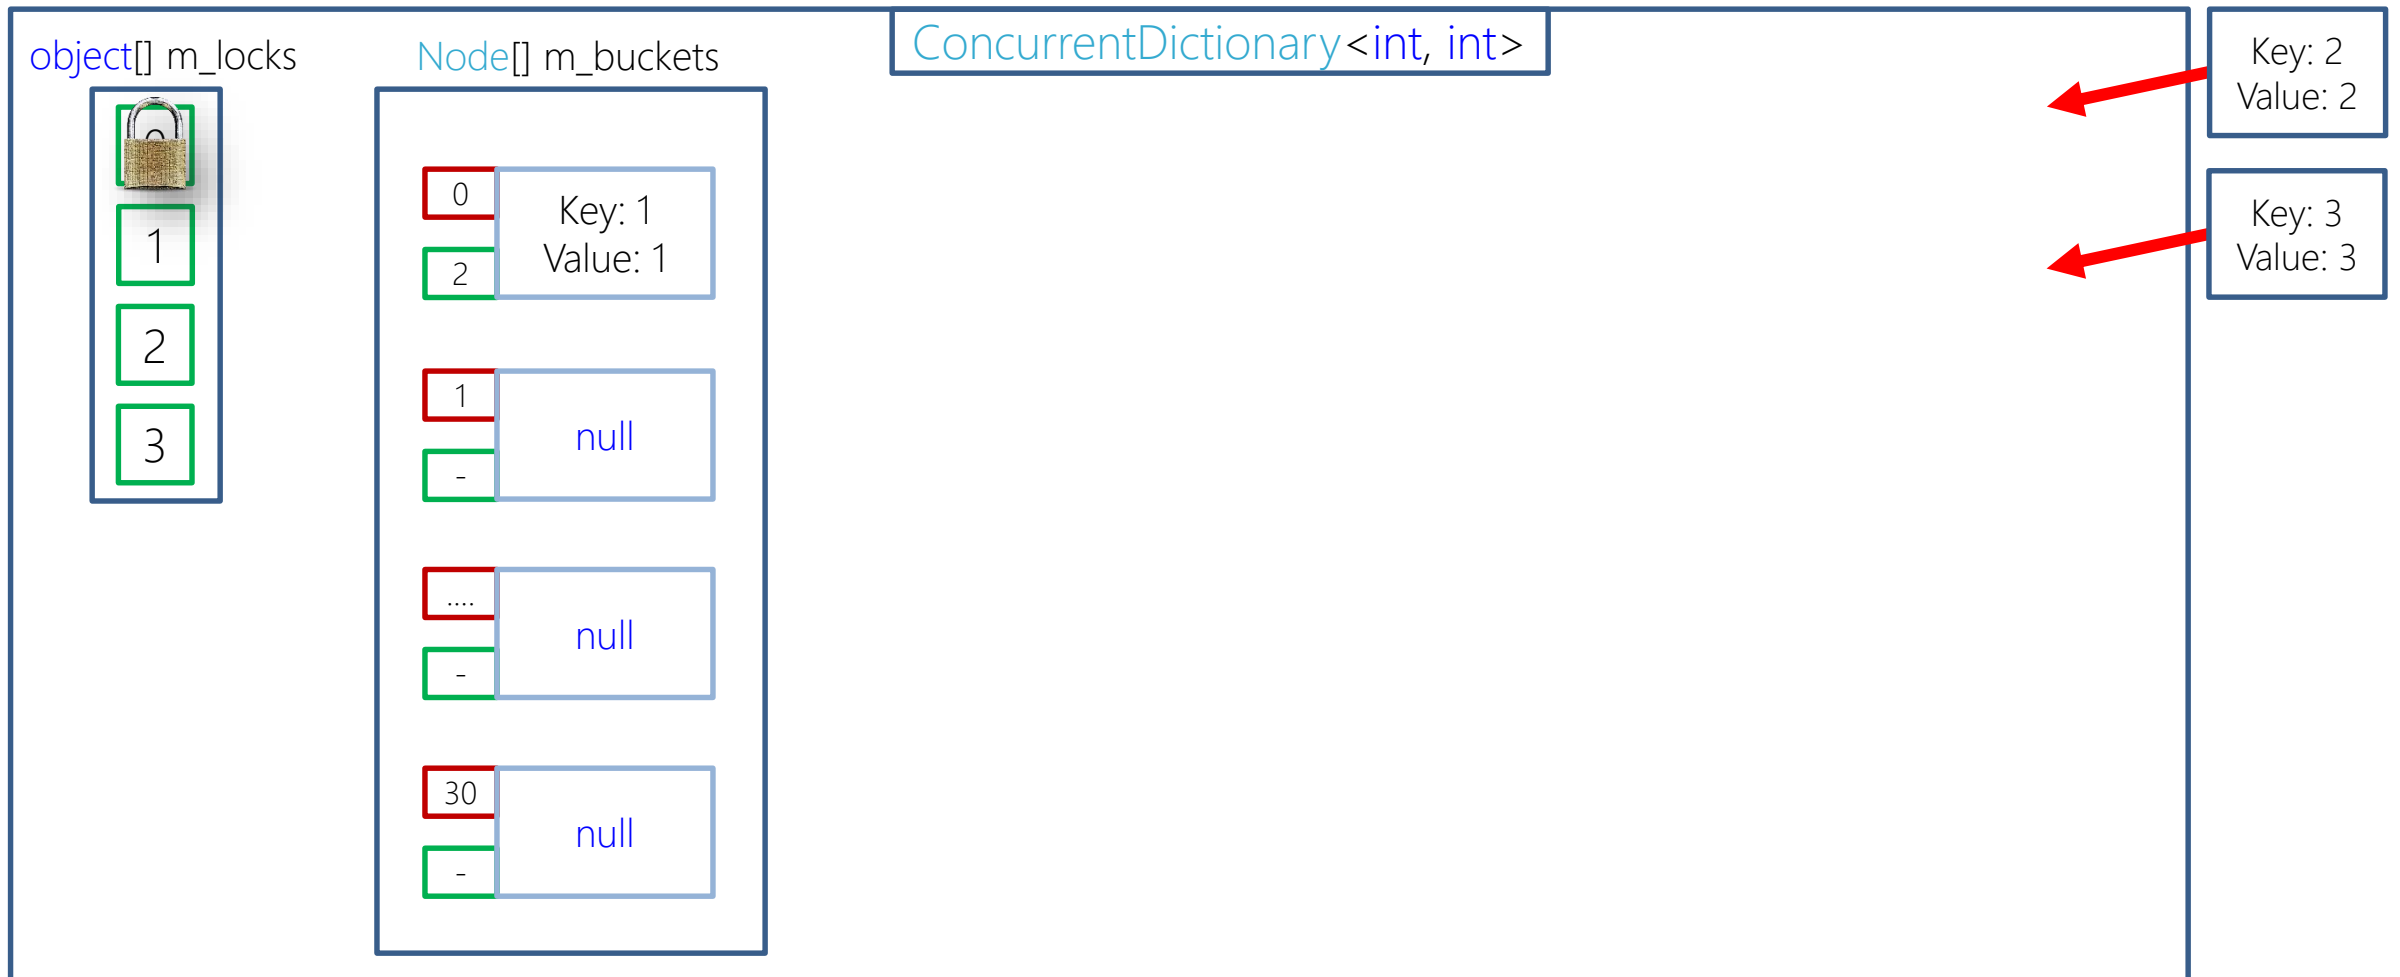 ConcurrentDictionary<int, int>
object[] m_locks
1
2
3
Node[] m_buckets
0
2
Key: 1
Value: 1
1
-
null
....
-
null
30
-
null
Key: 2
Value: 2
Key: 3
Value: 3